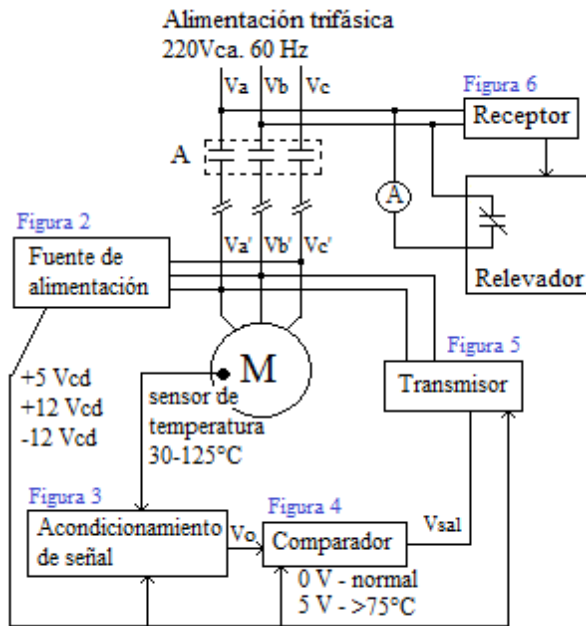 Alimentación trifásica
220Vca. 60 Hz
Va Vb Vc
Figura 6
Receptor
A
A
Figura 2
Va' Vb' Vc'
Fuente de
alimentación
Relevador
Figura 5
M
Transmisor
+5 Vcd
+12 Vcd
-12 Vcd
sensor de
temperatura
30-125°C
Figura 3
Figura 4
Acondicionamiento
de señal
Vo
Comparador
Vsal
0 V - normal
5 V - >75°C